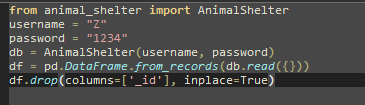 from animal_shelter import AnimalShelter
username = "Z"
password = "1234"
db = AnimalShelter(username, password)
df = pd.DataFrame.from_records(db.read({}))
df.drop(columns=['_id'], inplace=True)